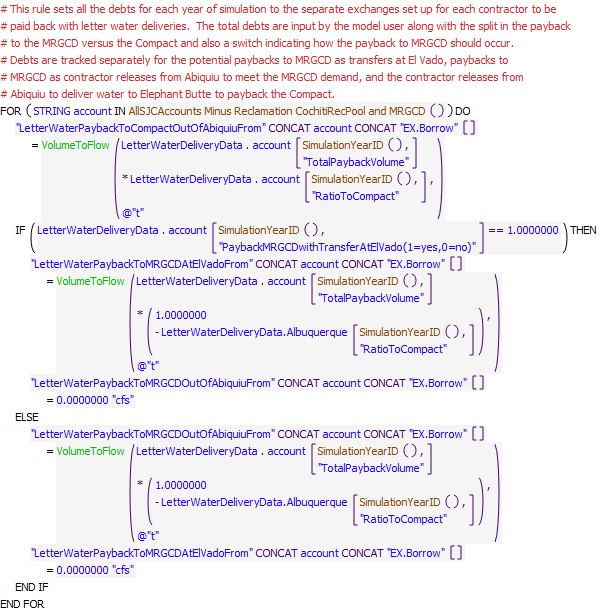 # This rule sets all the debts for each year of simulation to the separate exchanges set up for each contractor to be
# paid back with letter water deliveries.  The total debts are input by the model user along with the split in the payback
# to the MRGCD versus the Compact and also a switch indicating how the payback to MRGCD should occur.
# Debts are tracked separately for the potential paybacks to MRGCD as transfers at El Vado, paybacks to
# MRGCD as contractor releases from Abiquiu to meet the MRGCD demand, and the contractor releases from
# Abiquiu to deliver water to Elephant Butte to payback the Compact.
FOR ( STRING account IN AllSJCAccounts Minus Reclamation CochitiRecPool and MRGCD ( ) ) DO
"LetterWaterPaybackToCompactOutOfAbiquiuFrom" CONCAT account CONCAT "EX.Borrow" [ ]
= VolumeToFlow ( LetterWaterDeliveryData . account [ SimulationYearID ( ) ,
"TotalPaybackVolume" ]
* LetterWaterDeliveryData . account [ SimulationYearID ( ) ,
"RatioToCompact" ] ,
@"t" )
IF ( LetterWaterDeliveryData . account [ SimulationYearID ( ) ,
"PaybackMRGCDwithTransferAtElVado(1=yes,0=no)" ] == 1.0000000 ) THEN
"LetterWaterPaybackToMRGCDAtElVadoFrom" CONCAT account CONCAT "EX.Borrow" [ ]
= VolumeToFlow ( LetterWaterDeliveryData . account [ SimulationYearID ( ) ,
"TotalPaybackVolume" ]
* ( 1.0000000
- LetterWaterDeliveryData.Albuquerque [ SimulationYearID ( ) ,
"RatioToCompact" ] ) ,
@"t" )
"LetterWaterPaybackToMRGCDOutOfAbiquiuFrom" CONCAT account CONCAT "EX.Borrow" [ ]
= 0.0000000 "cfs"
ELSE
"LetterWaterPaybackToMRGCDOutOfAbiquiuFrom" CONCAT account CONCAT "EX.Borrow" [ ]
= VolumeToFlow ( LetterWaterDeliveryData . account [ SimulationYearID ( ) ,
"TotalPaybackVolume" ]
* ( 1.0000000
- LetterWaterDeliveryData.Albuquerque [ SimulationYearID ( ) ,
"RatioToCompact" ] ) ,
@"t" )
"LetterWaterPaybackToMRGCDAtElVadoFrom" CONCAT account CONCAT "EX.Borrow" [ ]
= 0.0000000 "cfs"
END IF
END FOR